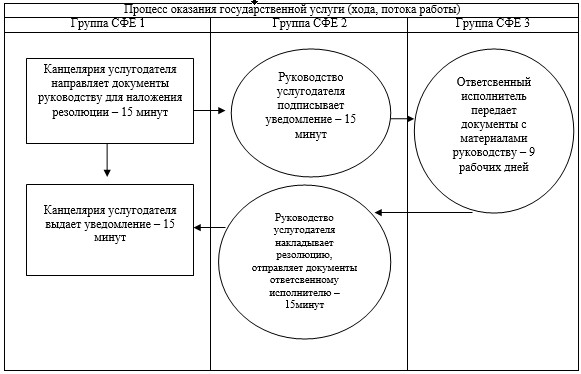 Процесс оказания государственной услуги (хода, потока работы)
Группа СФЕ 1
Группа СФЕ 2
Группа СФЕ 3
Канцелярия услугодателя
направляет документы
руководству для наложения
резолюции – 15 минут
Руководство
услугодателя
подписывает
уведомление – 15
минут
Ответсвенный
исполнитель
передает
документы с
материалами
руководству – 9
рабочих дней
Канцелярия услугодателя
выдает уведомление – 15
минут
Руководство
услугодателя
накладывает
резолюцию,
отправляет документы
ответсвенному
исполнителю –
15минут